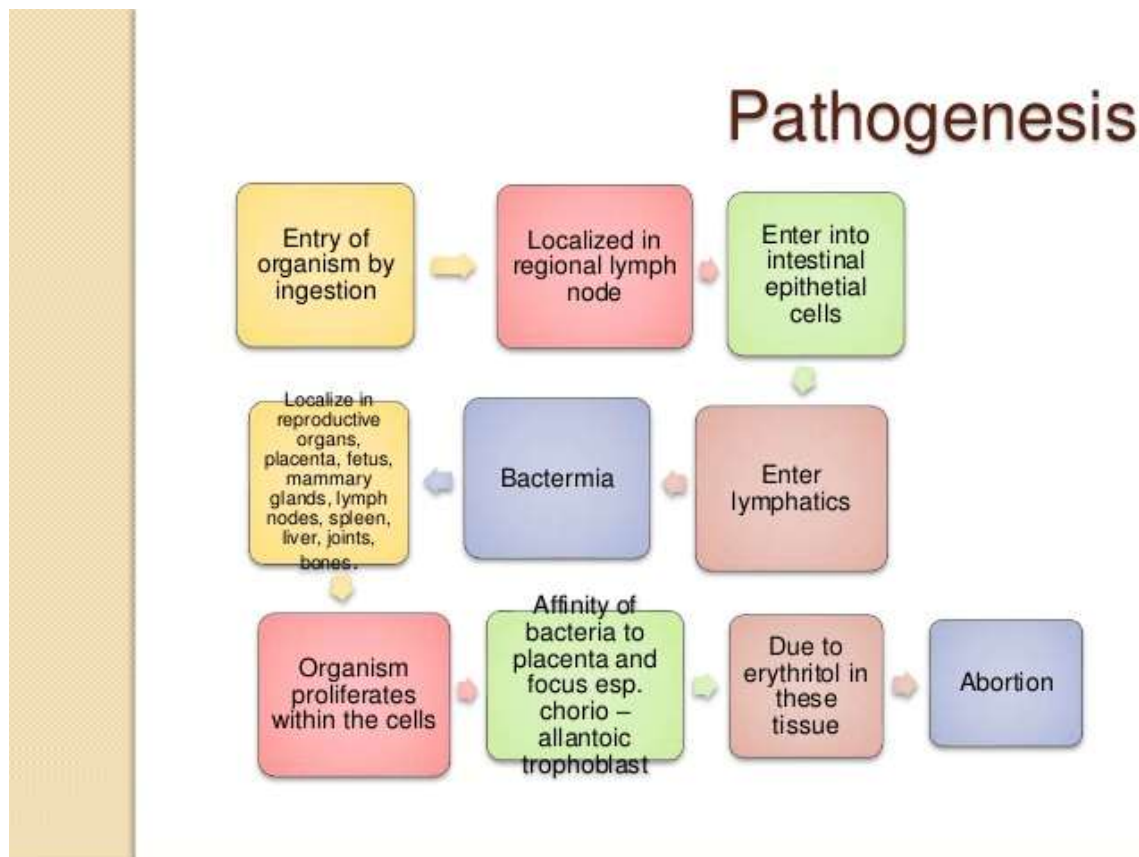 Pathogenesis
Entry of
organism by
ingestion
Localized in
regional lymph
node
Enter into
intestinal
epithetial
cells
Enter
lymphatics
Bactermia
Localize in
reproductive
organs,
placenta, fetus,
mammary
glands, lymph
nodes, spleen,
liver, joints,
bones.
Organism
proliferates
within the cells
Affinity of
bacteria to
placenta and
focus esp.
chorio –
allantoic
trophoblast
Due to
erythritol in
these
tissue
Abortion